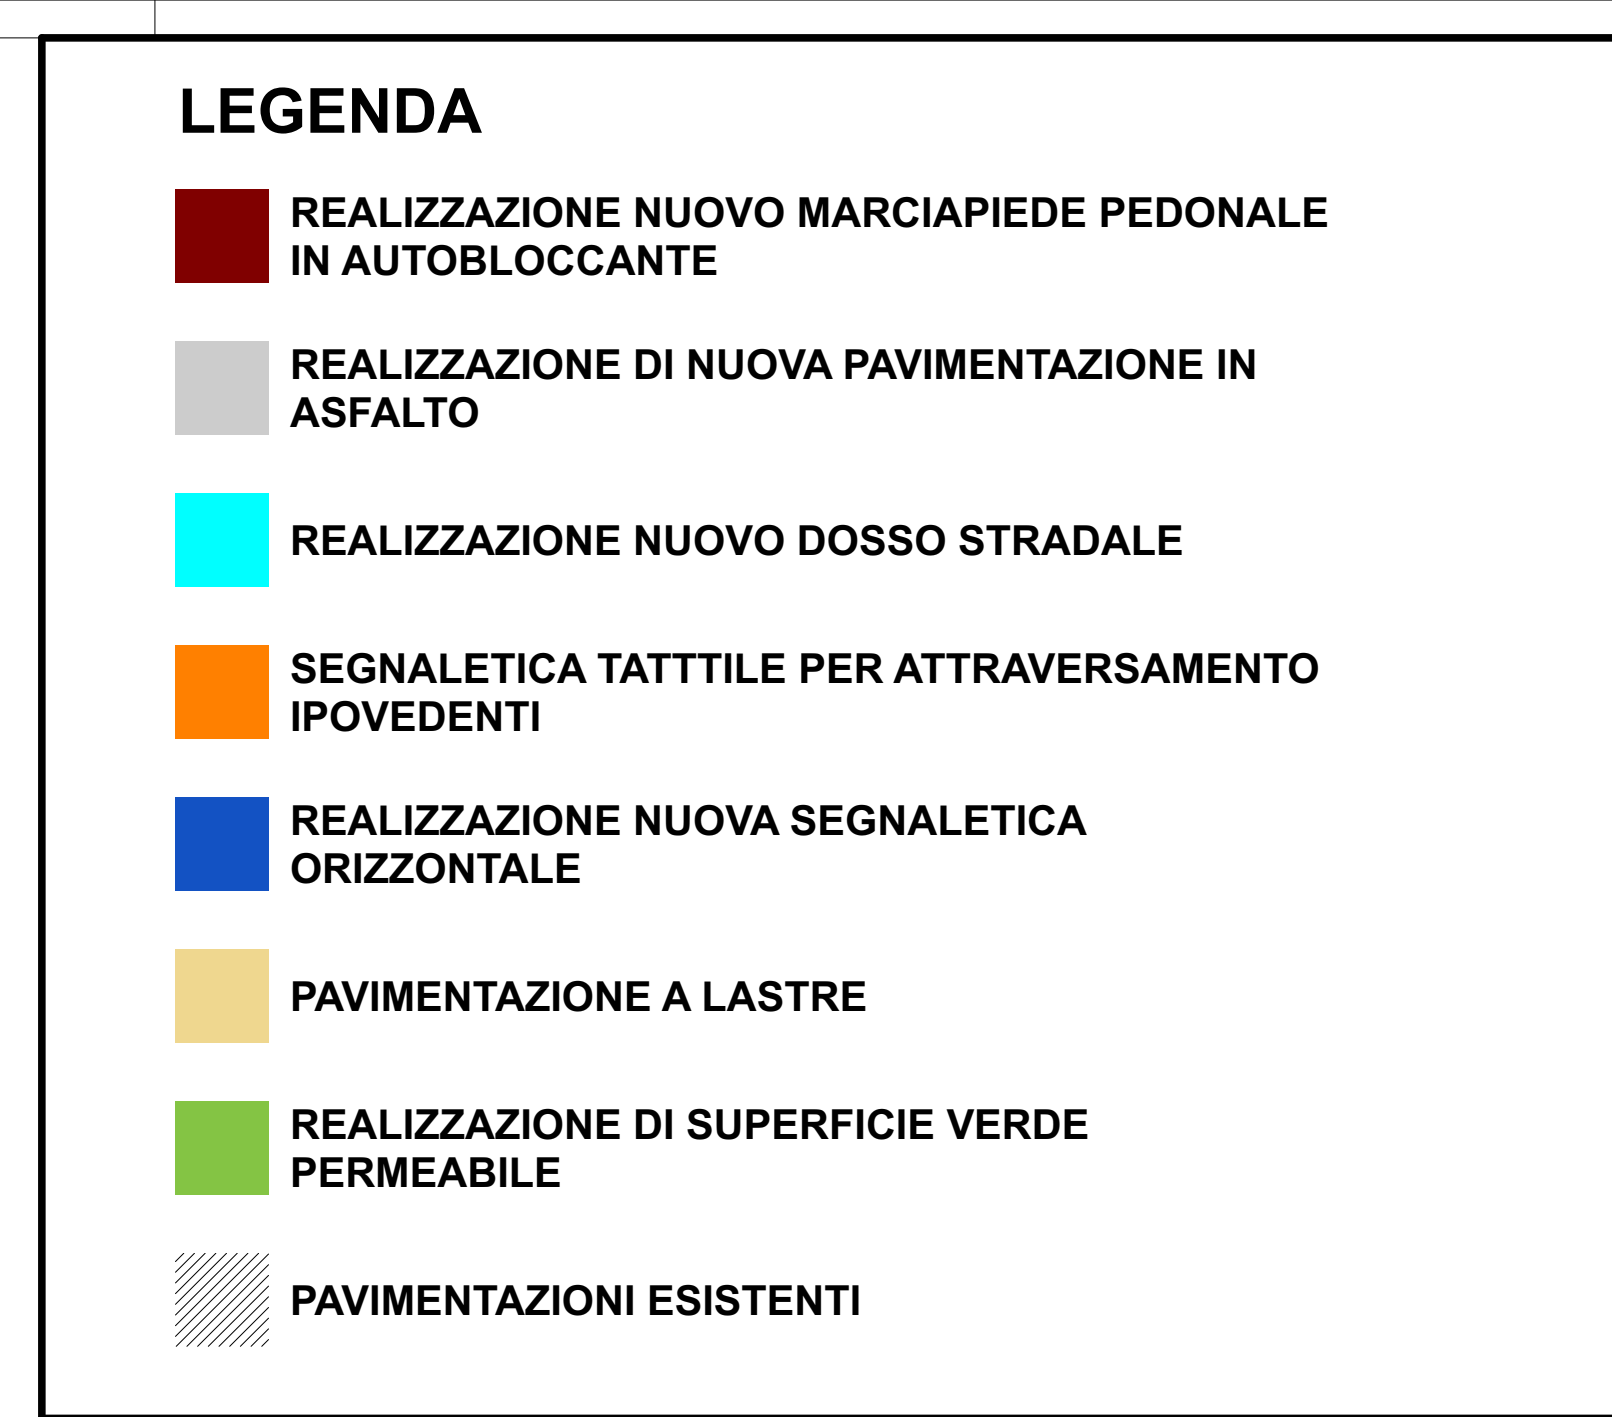 LEGENDA
REALIZZAZIONE NUOVO MARCIAPIEDE PEDONALE
IN AUTOBLOCCANTE
REALIZZAZIONE DI NUOVA PAVIMENTAZIONE IN
ASFALTO
REALIZZAZIONE NUOVO DOSSO STRADALE
SEGNALETICA TATTTILE PER ATTRAVERSAMENTO
IPOVEDENTI
REALIZZAZIONE NUOVA SEGNALETICA
ORIZZONTALE
PAVIMENTAZIONE A LASTRE
REALIZZAZIONE DI SUPERFICIE VERDE
PERMEABILE
PAVIMENTAZIONI ESISTENTI